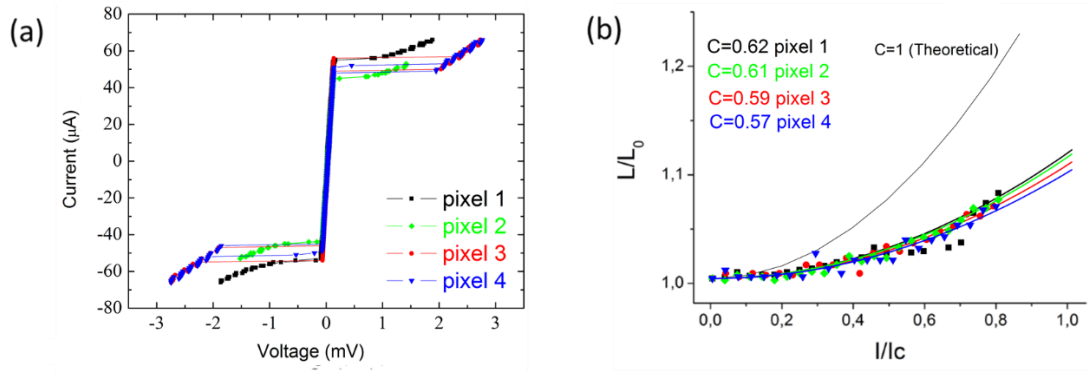 (a)
80
60
40
20
0
-20
-40
-60
-80
Current (μA)
-3
-2
-1
0
1
2
3
Voltage (mV)
pixel 1
pixel 2
pixel 3
pixel 4
(b)
C=0.62 pixel 1
C=0.61 pixel 2
C=0.59 pixel 3
C=0.57 pixel 4
C=1 (Theoretical)
1,2
1,1
1,0
L/L₀
0,0
0,2
0,4
0,6
0,8
1,0
I/Ic